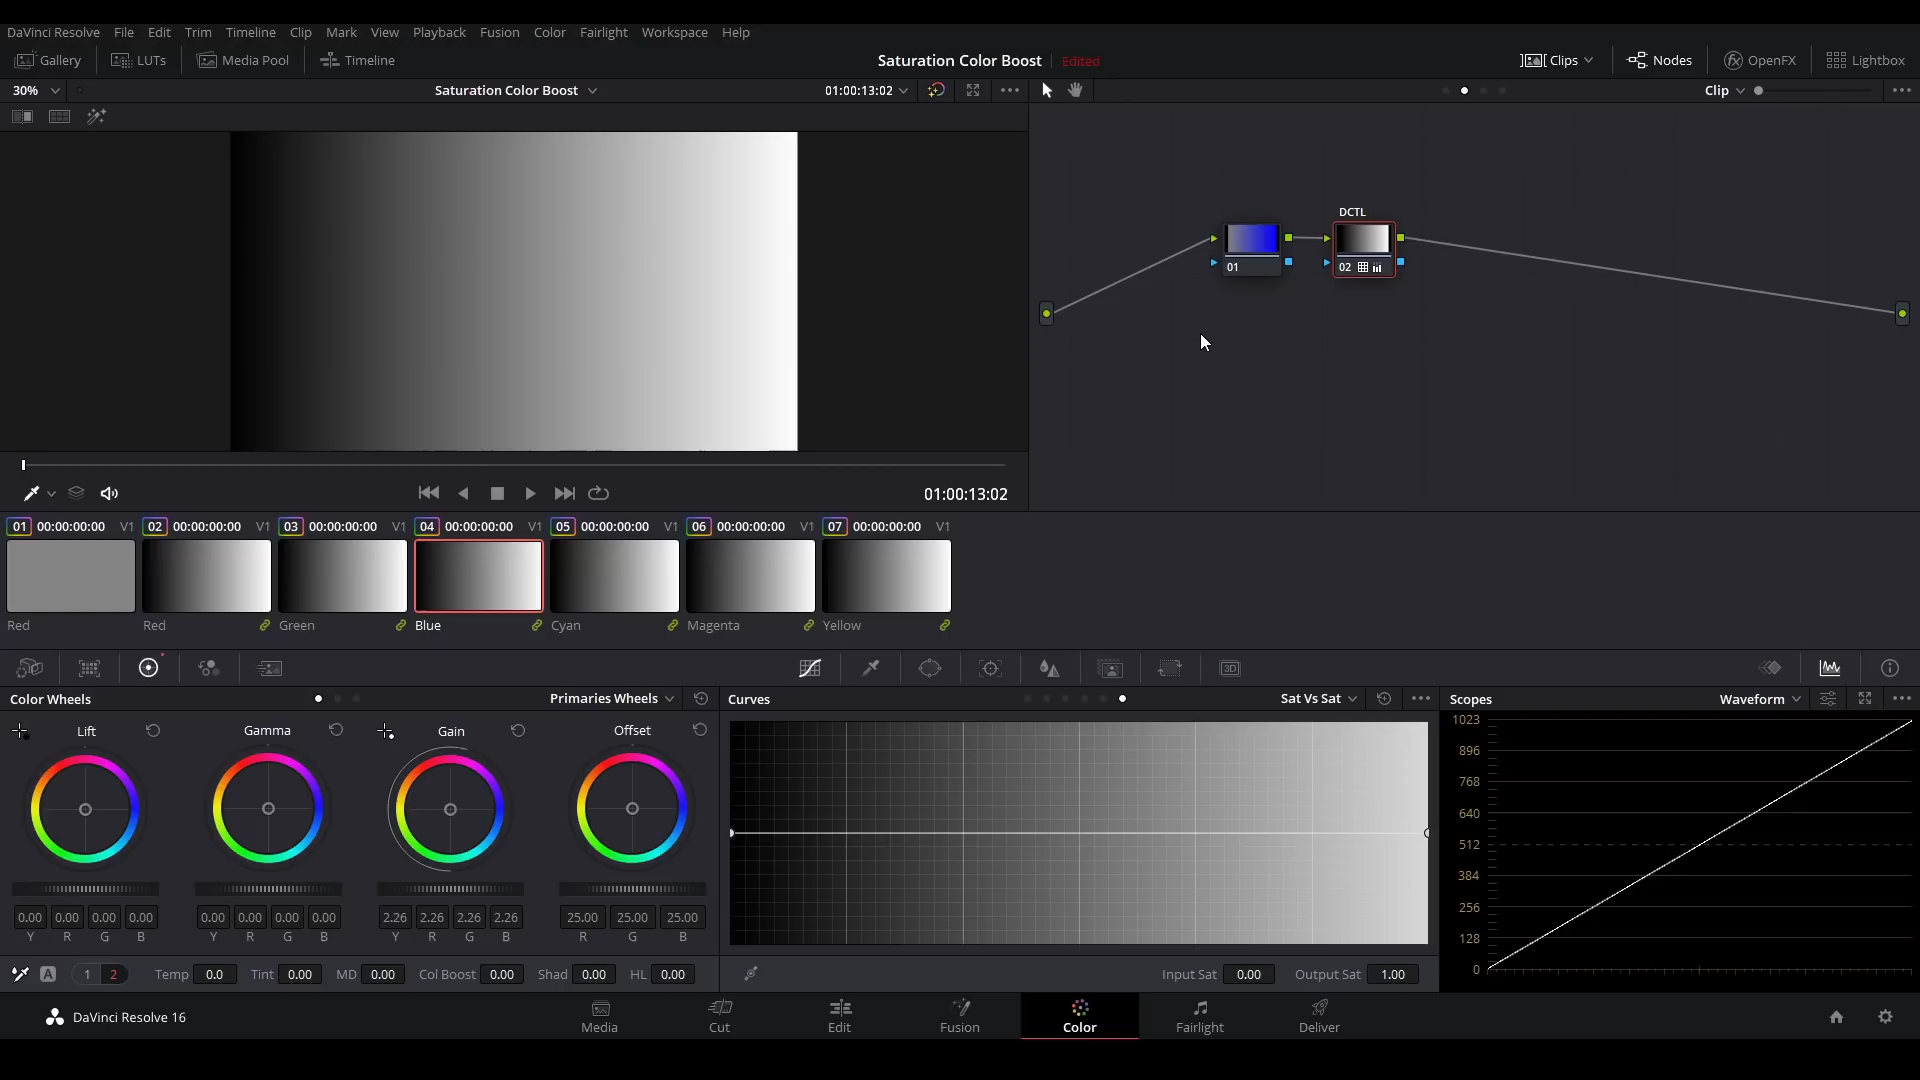 DaVinci Resolve File Edit Trim Timeline Clip Mark View Playback Fusion Color Fairlight Workspace Help
Gallery LUTs Media Pool Timeline Saturation Color Boost Edited Clips Nodes OpenFX Lightbox
30% Saturation Color Boost 01:00:13:02 Clip
DCTL
01 02
01:00:13:02
01 00:00:00:00 V1 02 00:00:00:00 V1 03 00:00:00:00 V1 04 00:00:00:00 V1 05 00:00:00:00 V1 06 00:00:00:00 V1 07 00:00:00:00 V1
Red Red Green Blue Cyan Magenta Yellow
3D
Color Wheels Primaries Wheels Curves Sat Vs Sat Scopes Waveform
Lift Gamma Gain Offset
1023
896
768
640
512
384
256
128
0
0.00 0.00 0.00 0.00 0.00 0.00 0.00 0.00 2.26 2.26 2.26 2.26 25.00 25.00 25.00
Y R G B Y R G B Y R G B R G B
A 1 2 Temp 0.0 Tint 0.00 MD 0.00 Col Boost 0.00 Shad 0.00 HL 0.00 Input Sat 0.00 Output Sat 1.00
DaVinci Resolve 16 Media Cut Edit Fusion Color Fairlight Deliver